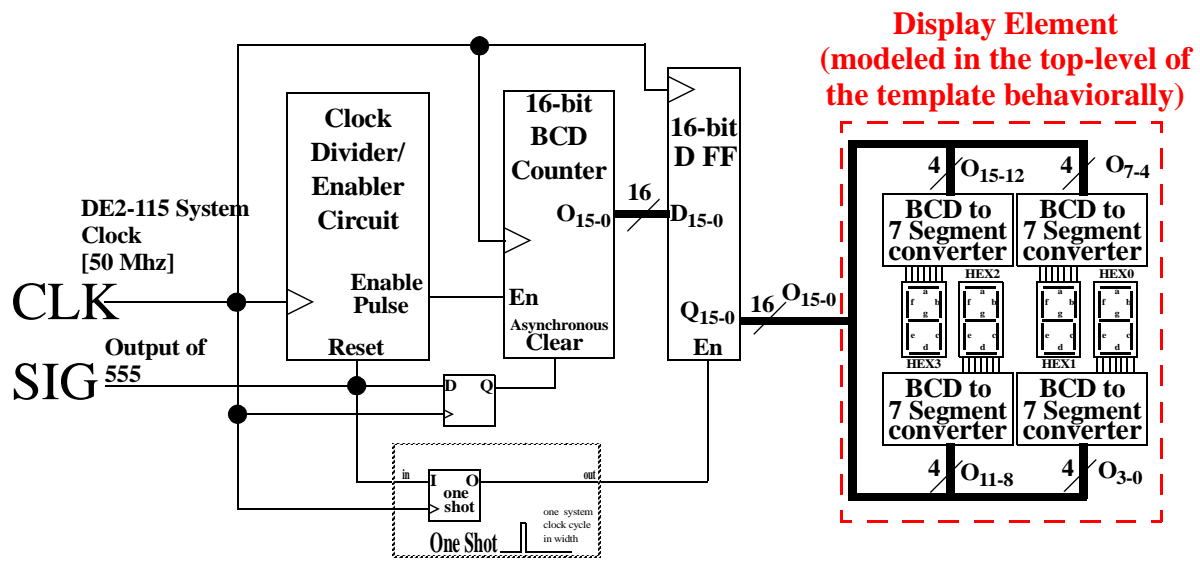 Display Element
(modeled in the top-level of
the template behaviorally)
Clock
Divider/
Enabler
Circuit
Enable
Pulse
Reset
16-bit
BCD
Counter
O15-0
En
Asynchronous
Clear
16
16-bit
D FF
D15-0
Q15-0
En
16
O15-0
DE2-115 System
Clock
[50 Mhz]
CLK
Output of
555
SIG
D
Q
in
I
O
one
shot
out
One Shot
one system
clock cycle
in width
4
O15-12
4
O7-4
BCD to
7 Segment
converter
BCD to
7 Segment
converter
HEX2
HEX0
a
f
b
g
e
c
d
a
f
b
g
e
c
d
a
f
b
g
e
c
d
a
f
b
g
e
c
d
HEX3
HEX1
BCD to
7 Segment
converter
BCD to
7 Segment
converter
4
O11-8
4
O3-0